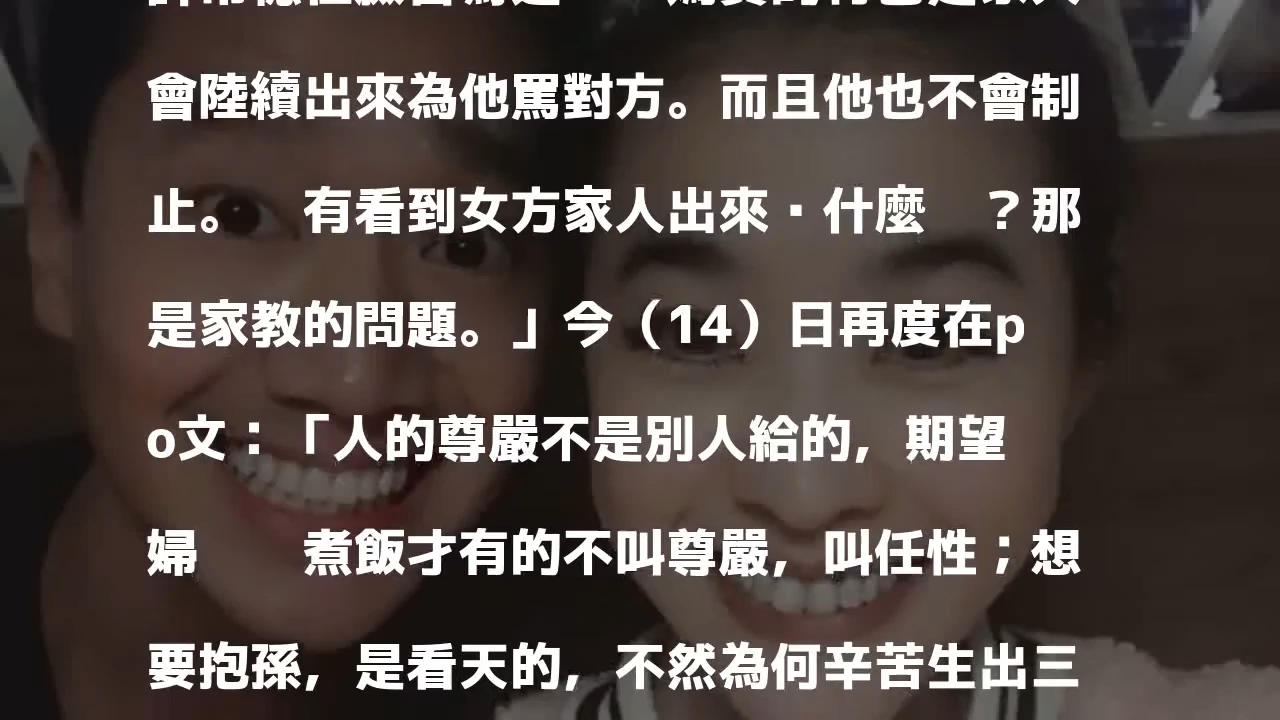 會陸續出來為他罵對方。而且他也不會制
止。 有看到女方家人出來·什麼 ？那
是家教的問題。」今（14）日再度在p
o文：「人的尊嚴不是別人給的，期望
婦 煮飯才有的不叫尊嚴，叫任性；想
要抱孫，是看天的，不然為何辛苦生出三